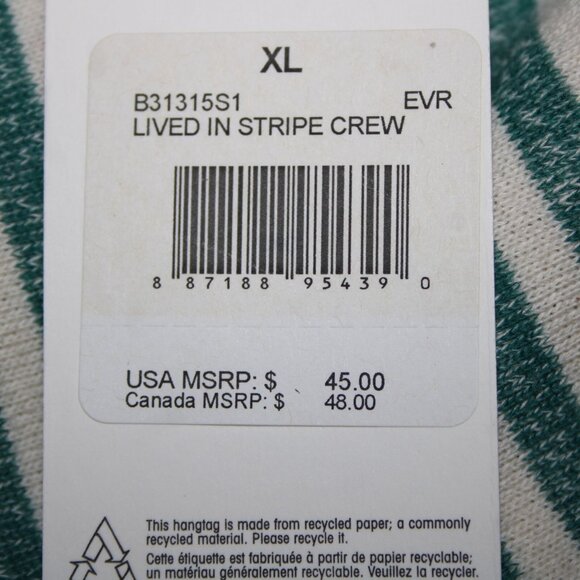 XL
B31315S1 EVR
LIVED IN STRIPE CREW
8 87188 95439 0
USA MSRP: $ 45.00
Canada MSRP: $ 48.00
This hangtag is made from recycled paper; a commonly
recycled material. Please recycle it.
Cette étiquette est fabriquée à partir de papier recyclable;
un matériau généralement recyclable. Veuillez la recycler.